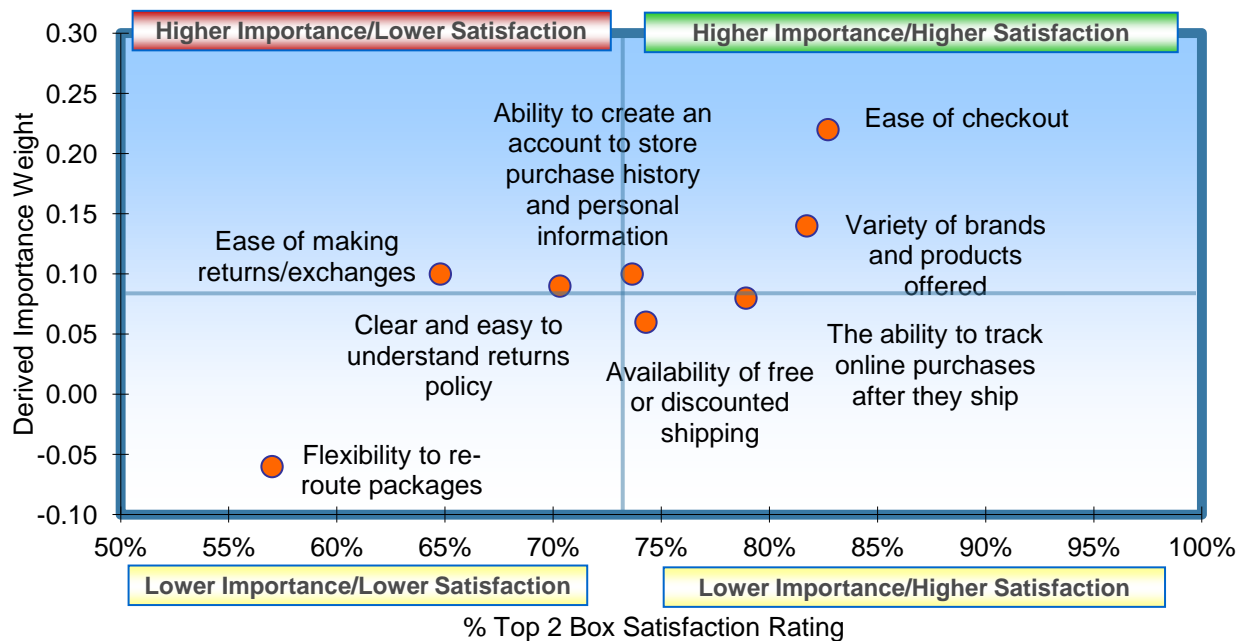 Higher Importance/Lower Satisfaction
Higher Importance/Higher Satisfaction
Derived Importance Weight
0.30
0.25
0.20
0.15
0.10
0.05
0.00
-0.05
-0.10
Ability to create an
account to store
purchase history
and personal
information
Ease of checkout
Ease of making
returns/exchanges
Variety of brands
and products
offered
Clear and easy to
understand returns
policy
Availability of free
or discounted
shipping
The ability to track
online purchases
after they ship
Flexibility to re-
route packages
50%
55%
60%
65%
70%
75%
80%
85%
90%
95%
100%
Lower Importance/Lower Satisfaction
Lower Importance/Higher Satisfaction
% Top 2 Box Satisfaction Rating